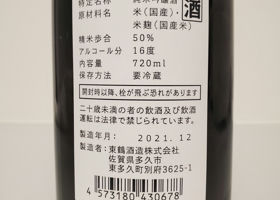 特定名称 純米吟醸酒
酒
原材料名 米(国産)・
米麹(国産米)
精米歩合 50%
アルコール分 16度
内容量 720ml
保存方法 要冷蔵
開封時以降、栓が飛ぶ恐れがあります
二十歳未満の者の飲酒及び飲酒
運転は法律で禁じられています。
製造年月 2021.12
製造者
東鶴酒造株式会社
佐賀県多久市
東多久町別府3625-1
4 573180 430678